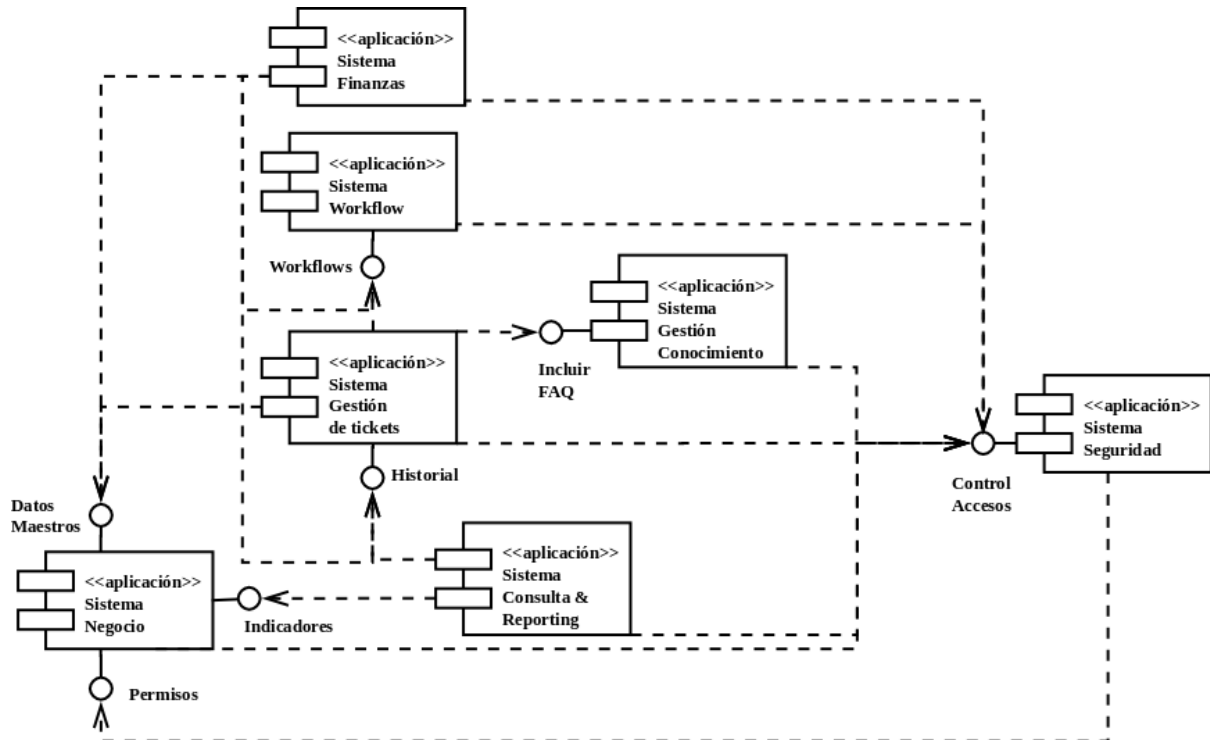 <<aplicación>>
Sistema
Finanzas
<<aplicación>>
Sistema
Workflow
Workflows
<<aplicación>>
Sistema
Gestión
Conocimiento
Incluir
FAQ
<<aplicación>>
Sistema
Gestión
de tickets
<<aplicación>>
Sistema
Seguridad
Control
Accesos
Historial
Datos
Maestros
<<aplicación>>
Sistema
Negocio
Indicadores
<<aplicación>>
Sistema
Consulta &
Reporting
Permisos